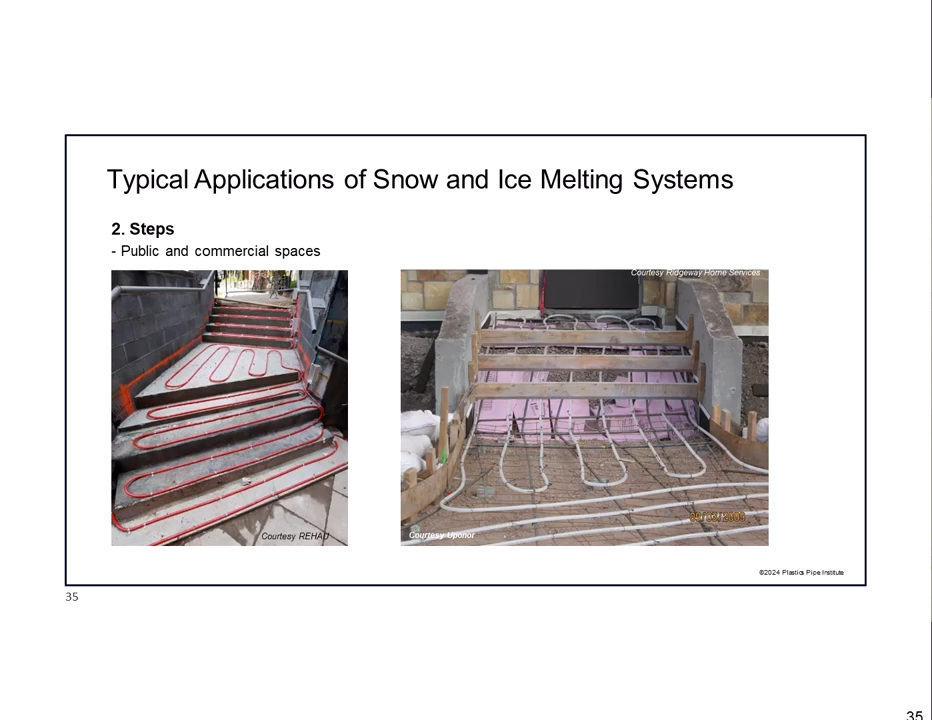 Typical Applications of Snow and Ice Melting Systems
2. Steps
- Public and commercial spaces
Courtesy Ridgeway Home Services
Courtesy REHAU
Courtesy Uponor
©2024 Plastics Pipe Institute
35
35